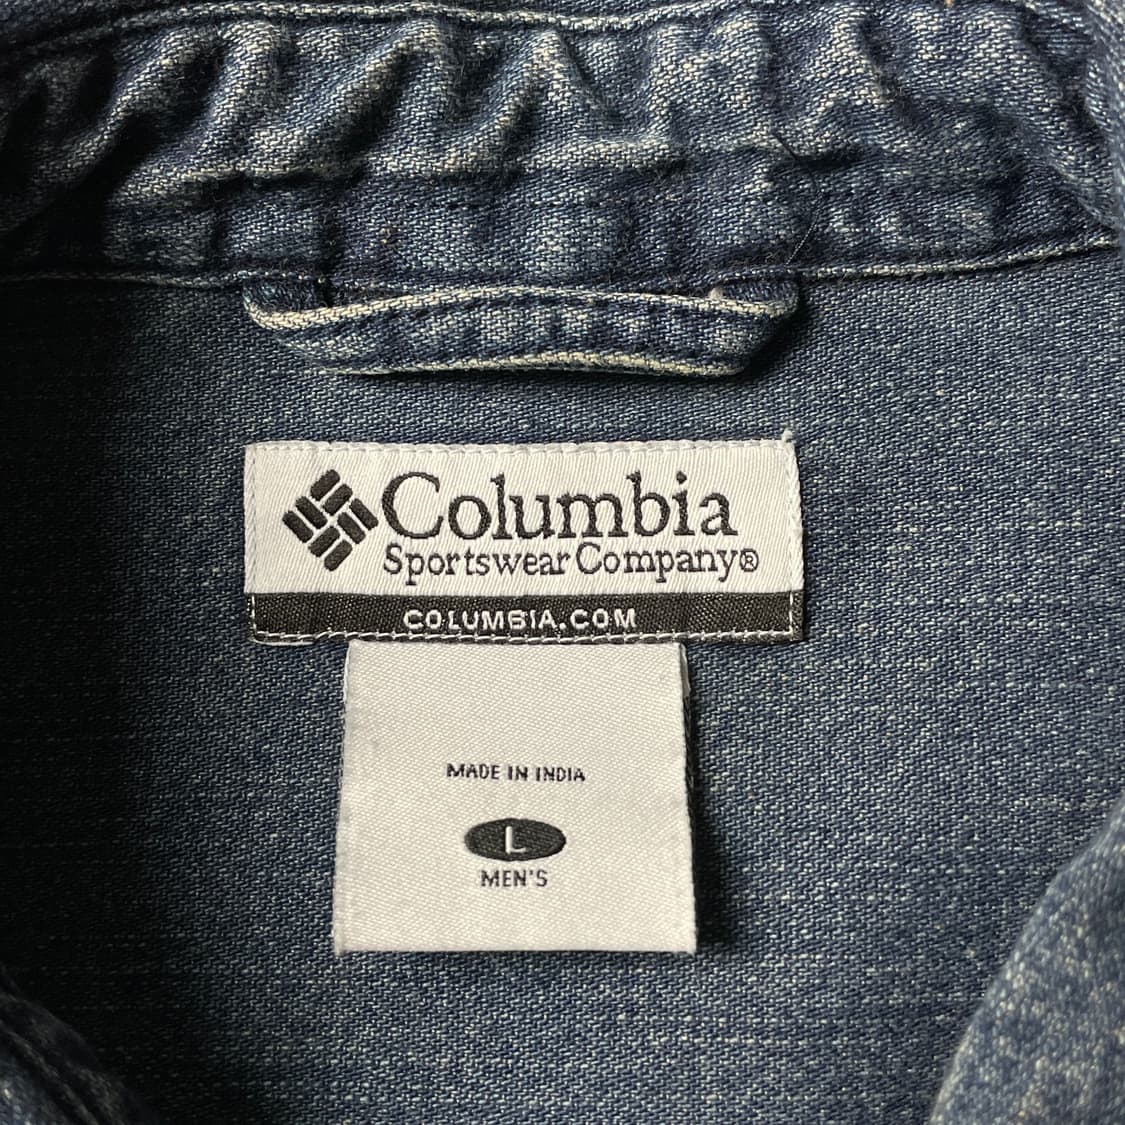 Columbia
Sportswear Company®
COLUMBIA.COM
MADE IN INDIA
L
MEN'S